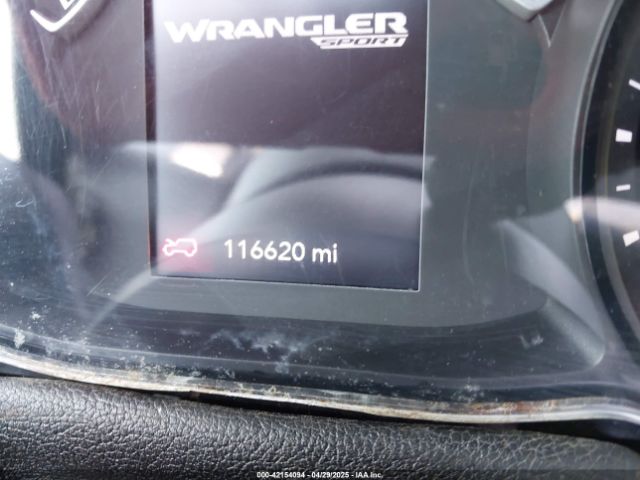 WRANGLER
SPORT
116620 mi
000-42154094 - 04/29/2025 - IAA Inc.